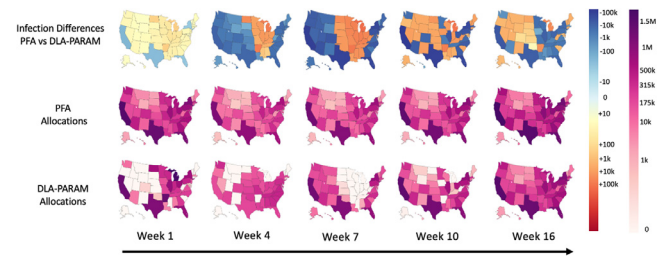 Infection Differences
PFA vs DLA-PARAM
PFA
Allocations
DLA-PARAM
Allocations
Week 1
Week 4
Week 7
Week 10
Week 16
-100k
-10k
-1k
-100
-10
0
+10
+100
+1k
+10k
+100k
1.5M
1M
500k
315k
175k
10k
1k
0